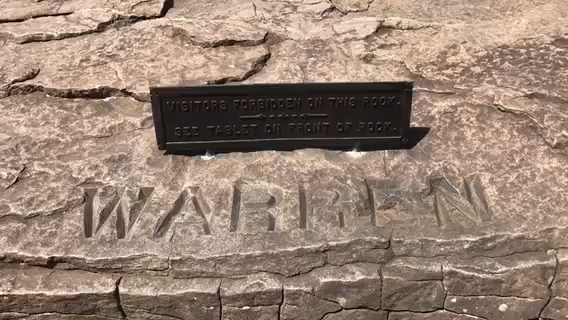 VISITORS FORBIDDEN ON THIS ROCK.
SEE TABLET ON FRONT OF ROCK.
WARREN